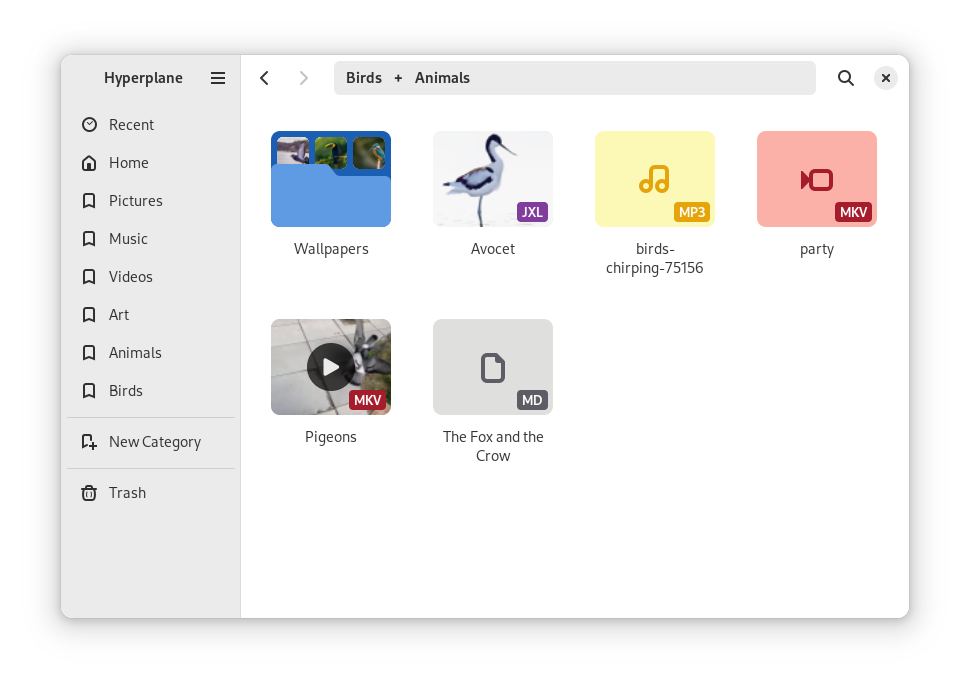 Hyperplane
Birds + Animals
Recent
Home
Pictures
Music
Videos
Art
Animals
Birds
New Category
Trash
Wallpapers
JXL
Avocet
MP3
birds-
chirping-75156
MKV
party
MKV
Pigeons
MD
The Fox and the
Crow